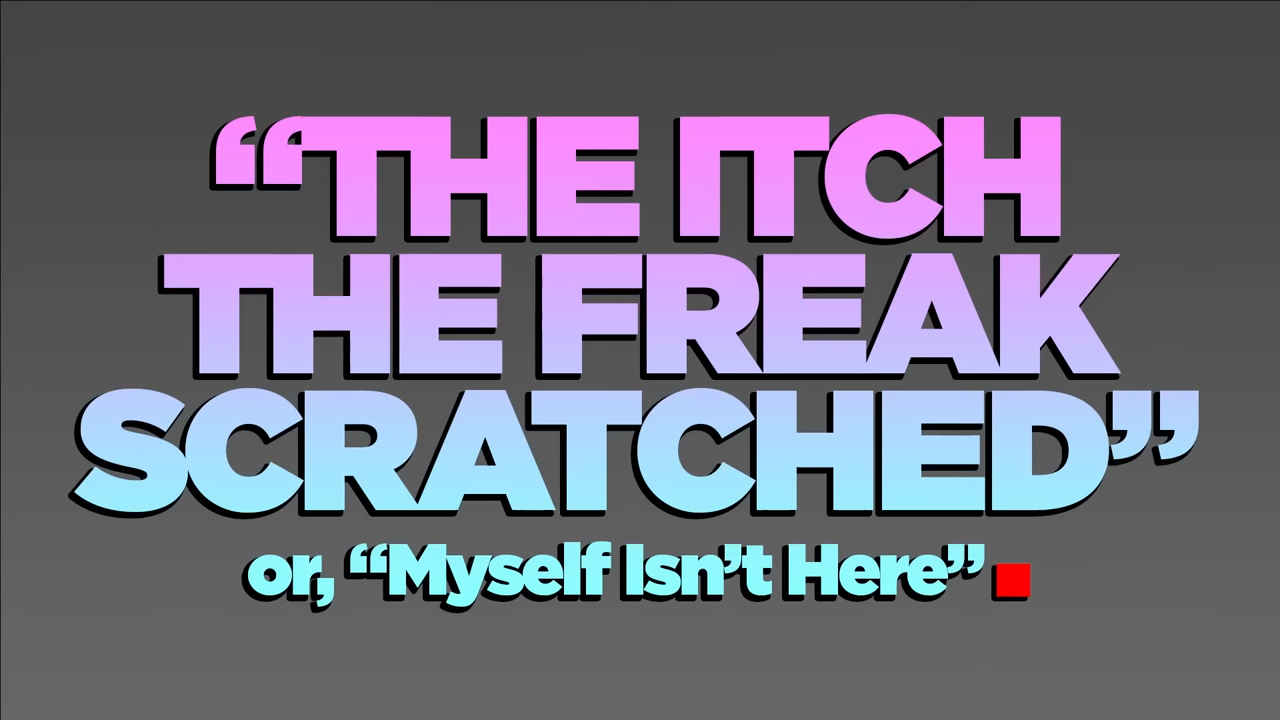 “THE ITCH
THE FREAK
SCRATCHED”
or, “Myself Isn’t Here”